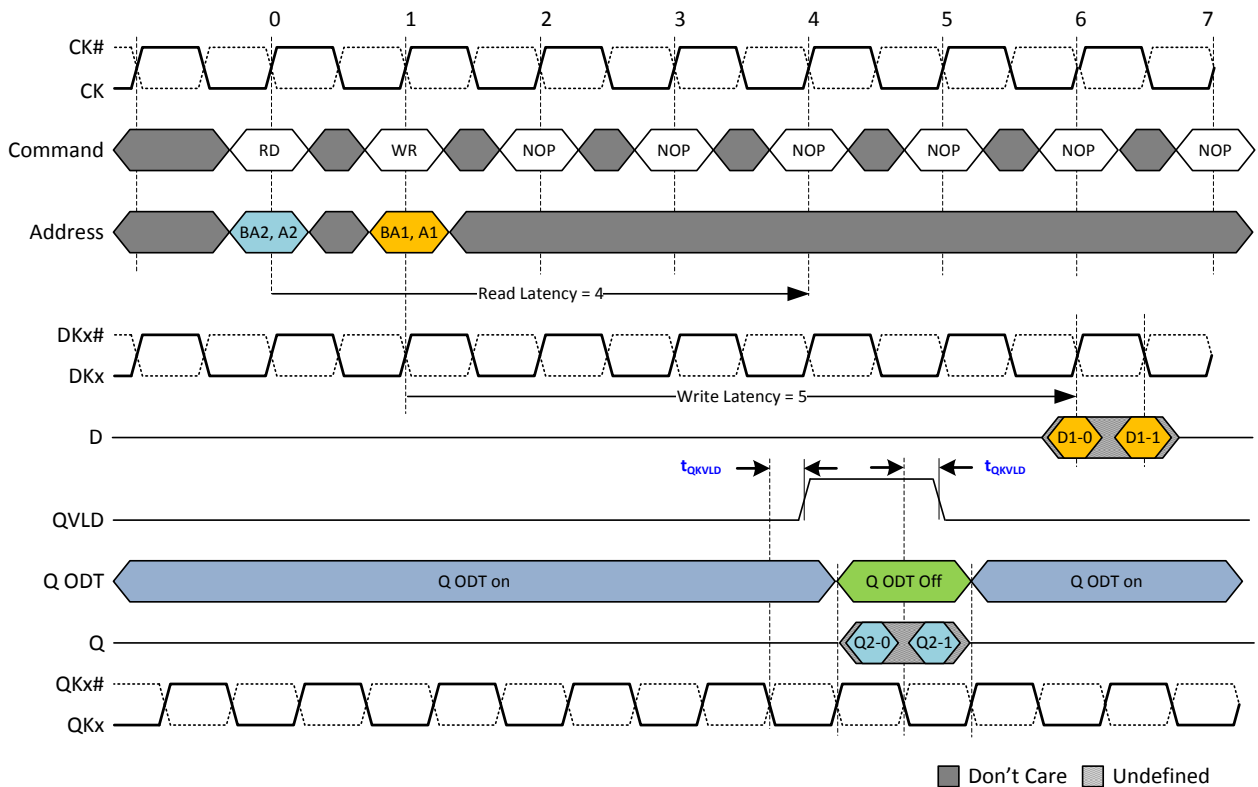 0 1 2 3 4 5 6 7
CK#
CK
Command RD WR NOP NOP NOP NOP NOP NOP
Address BA2, A2 BA1, A1
Read Latency = 4
DKx#
DKx
Write Latency = 5
D D1-0 D1-1
tQKVLD tQKVLD
QVLD
Q ODT Q ODT on Q ODT Off Q ODT on
Q Q2-0 Q2-1
QKx#
QKx
Don't Care Undefined